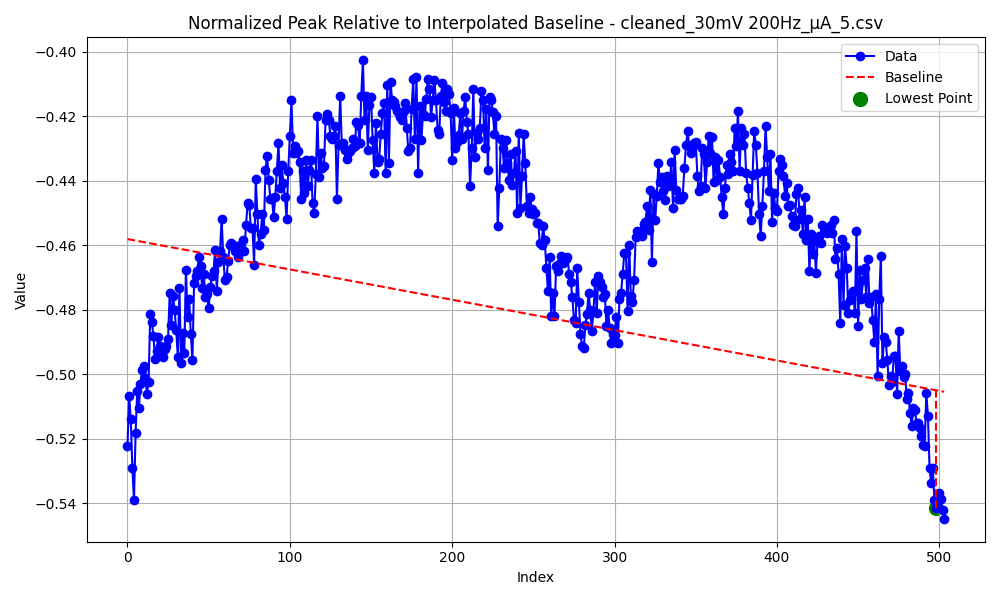 Normalized Peak Relative to Interpolated Baseline - cleaned_30mV 200Hz_μA_5.csv
Data
Baseline
Lowest Point
Value
−0.40
−0.42
−0.44
−0.46
−0.48
−0.50
−0.52
−0.54
0 100 200 300 400 500
Index